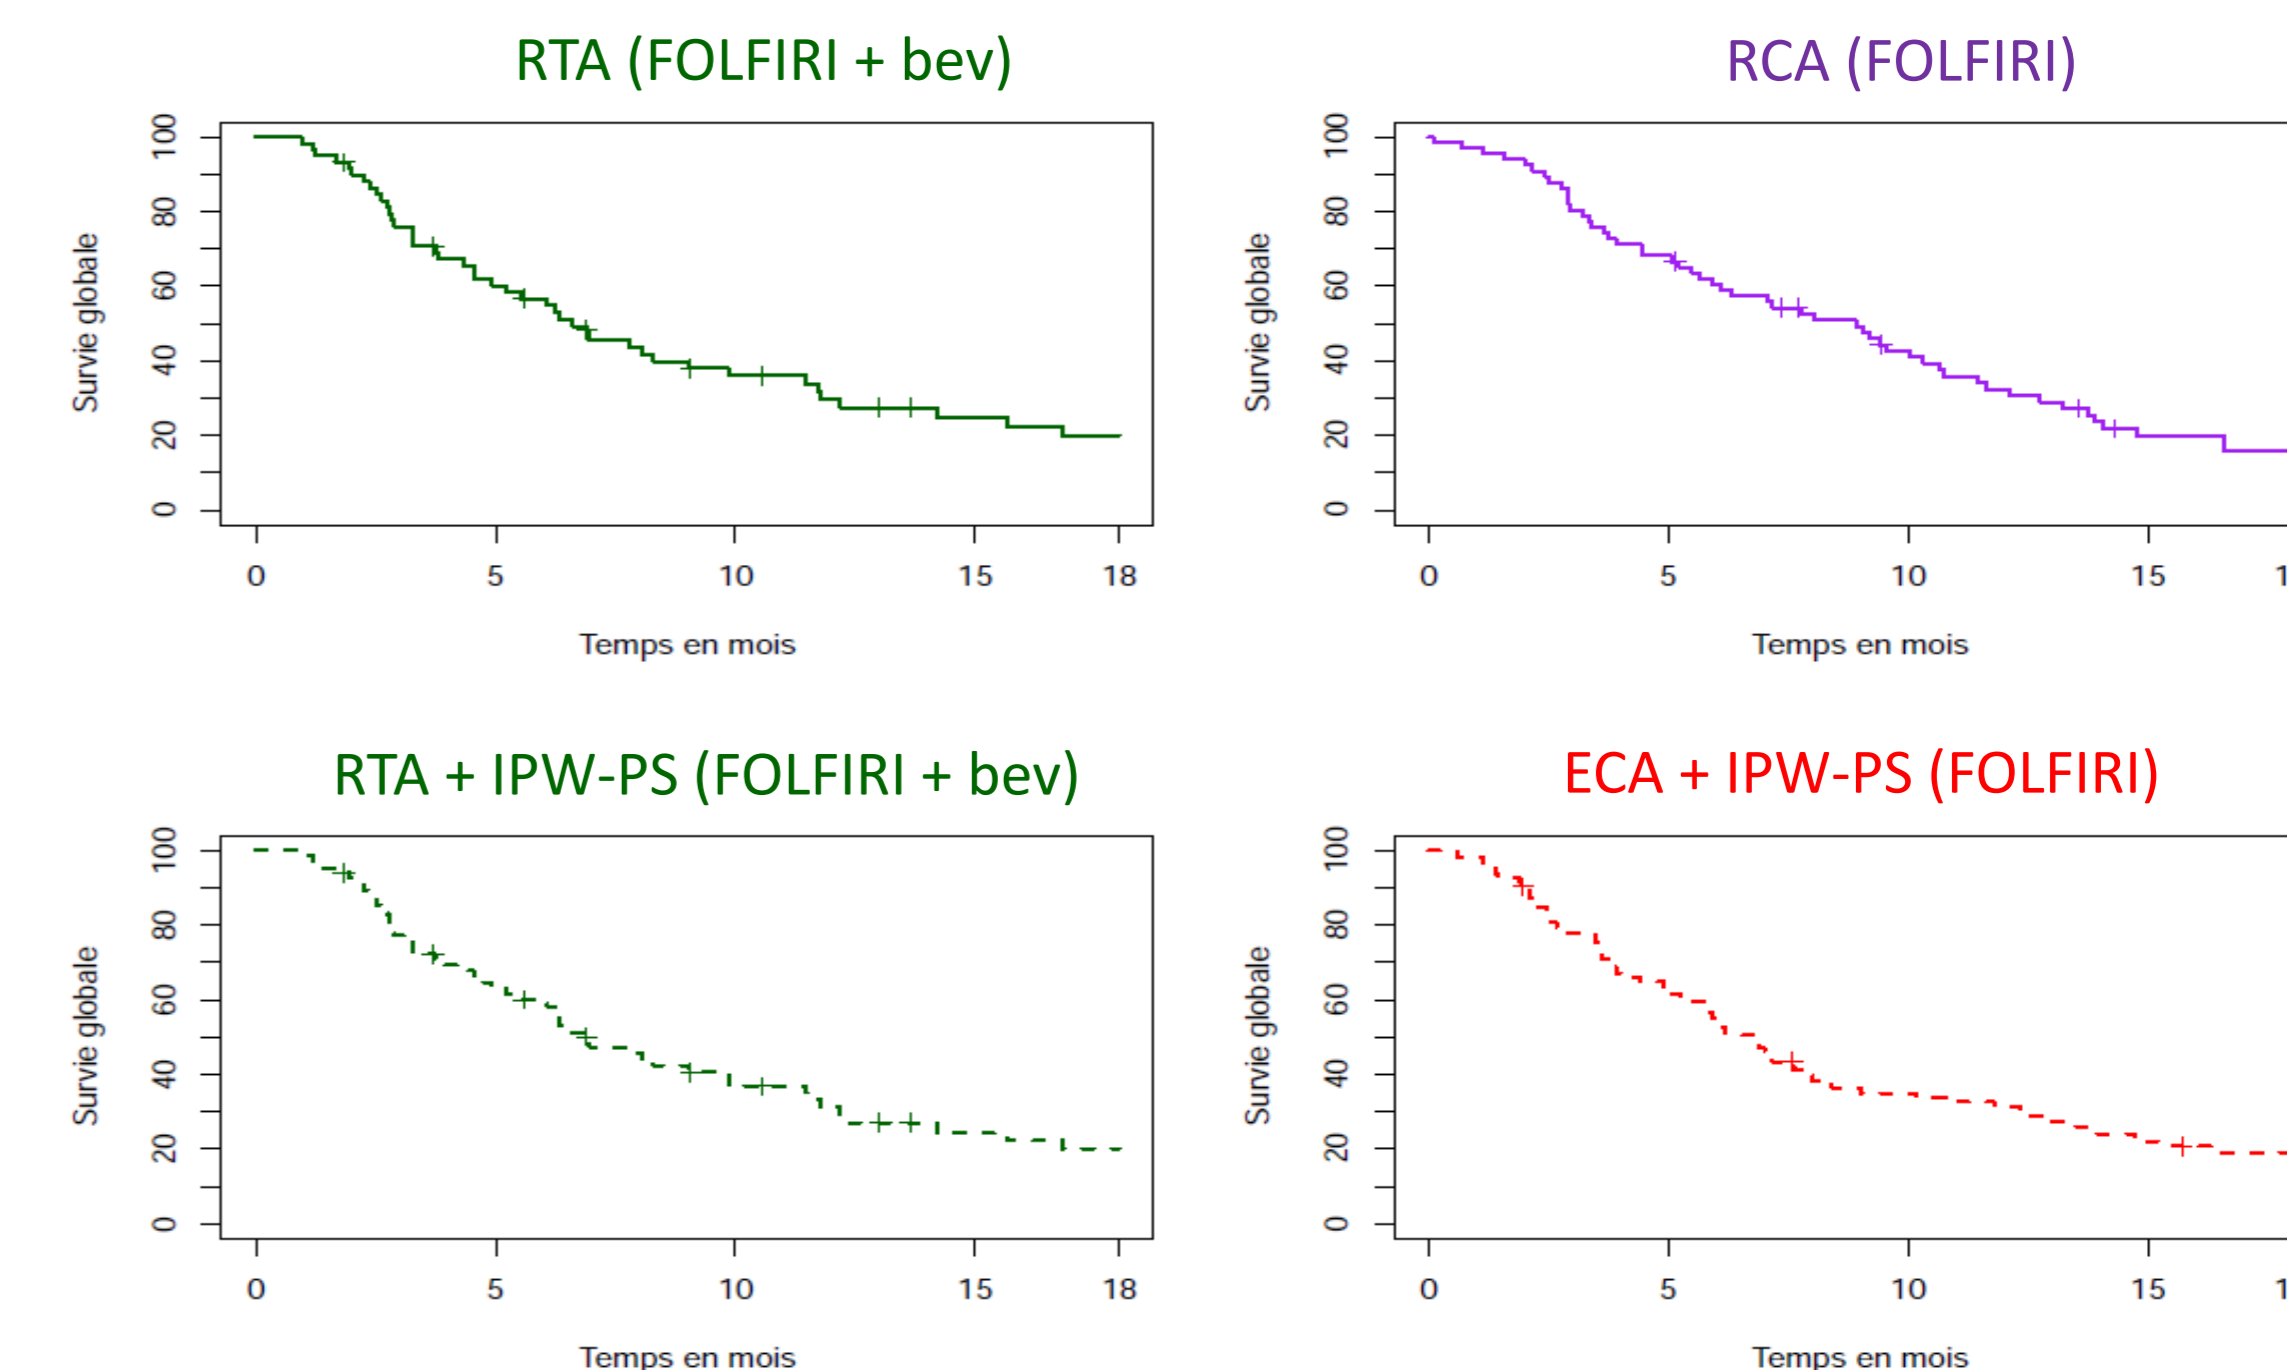 RTA (FOLFIRI + bev)
RCA (FOLFIRI)
Survie globale
0 20 40 60 80 100
0 5 10 15 18
Temps en mois
Survie globale
0 20 40 60 80 100
0 5 10 15 1
Temps en mois
RTA + IPW-PS (FOLFIRI + bev)
ECA + IPW-PS (FOLFIRI)
Survie globale
0 20 40 60 80 100
0 5 10 15 18
Temps en mois
Survie globale
0 20 40 60 80 100
0 5 10 15 1
Temps en mois